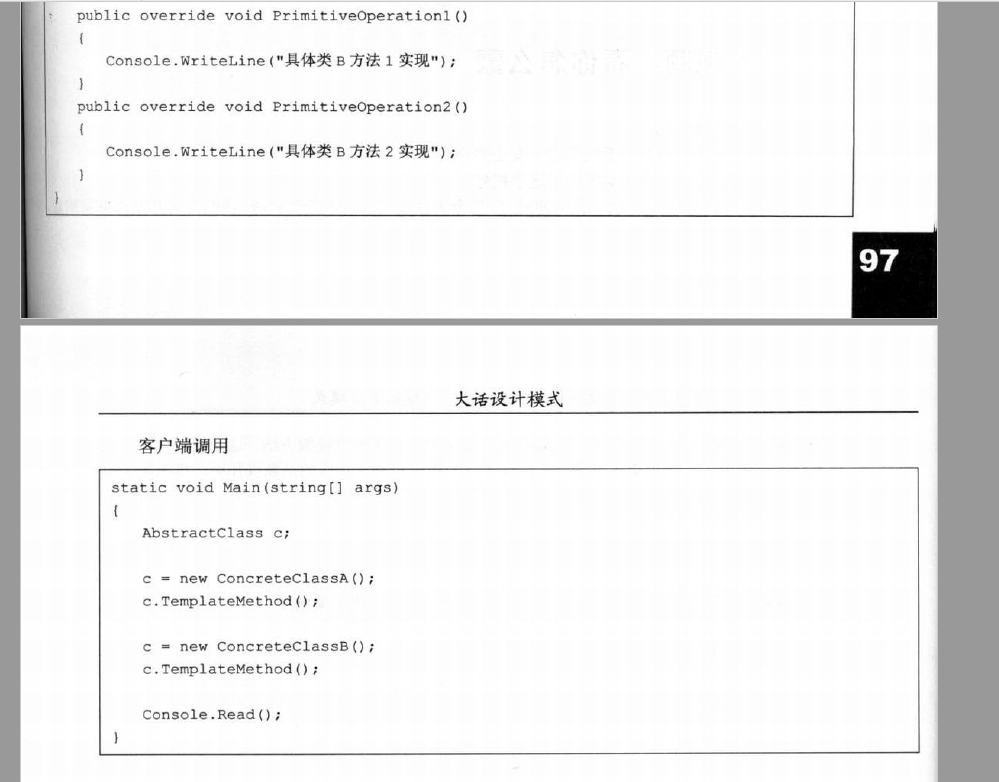 public override void PrimitiveOperation1()
{
Console.WriteLine("具体类B方法1实现");
}
public override void PrimitiveOperation2()
{
Console.WriteLine("具体类B方法2实现");
}
}
97
大话设计模式
客户端调用
static void Main(string[] args)
{
AbstractClass c;
c = new ConcreteClassA();
c.TemplateMethod();
c = new ConcreteClassB();
c.TemplateMethod();
Console.Read();
}